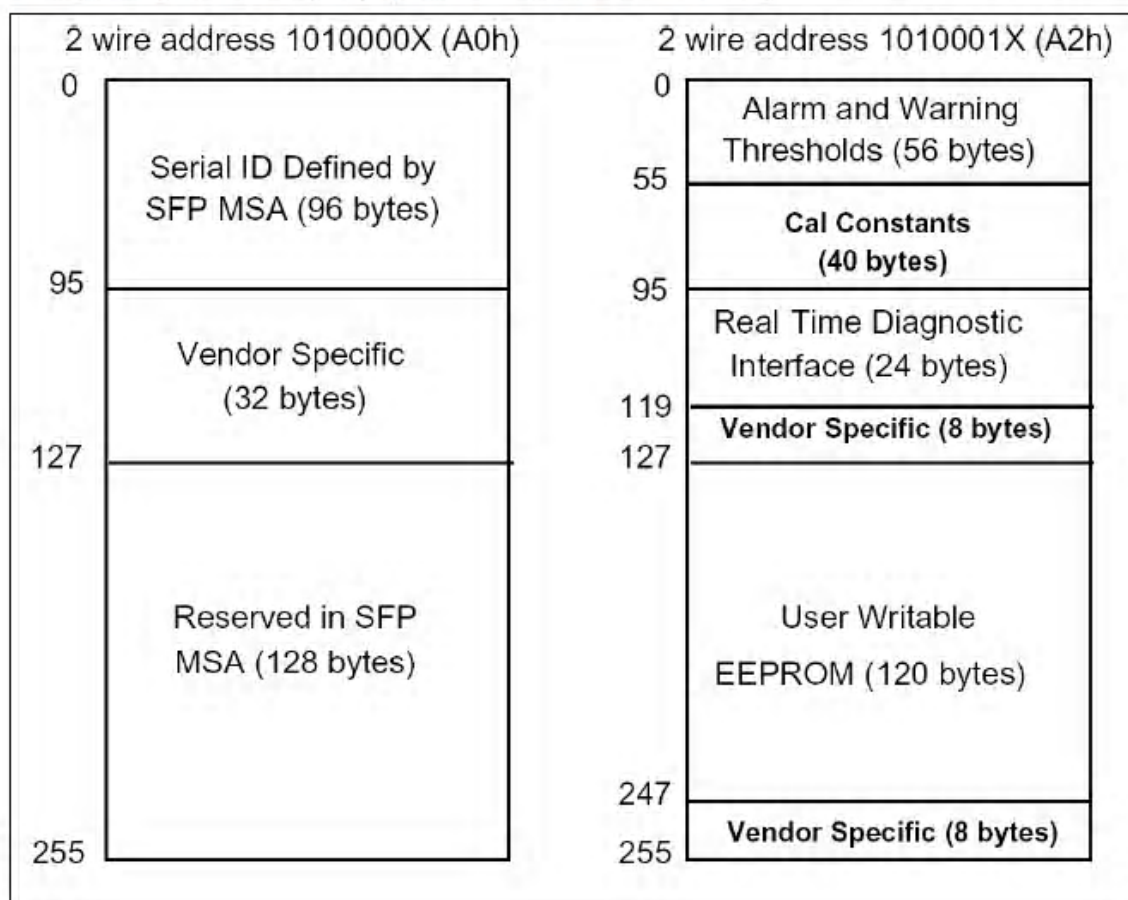 2 wire address 1010000X (A0h)
0
Serial ID Defined by
SFP MSA (96 bytes)
95
Vendor Specific
(32 bytes)
127
Reserved in SFP
MSA (128 bytes)
255
2 wire address 1010001X (A2h)
0
Alarm and Warning
Thresholds (56 bytes)
55
Cal Constants
(40 bytes)
95
Real Time Diagnostic
Interface (24 bytes)
119
Vendor Specific (8 bytes)
127
User Writable
EEPROM (120 bytes)
247
Vendor Specific (8 bytes)
255